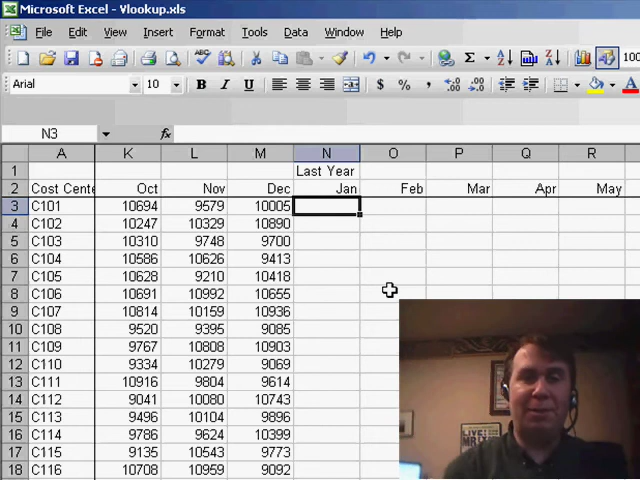 Microsoft Excel - Vlookup.xls
File Edit View Insert Format Tools Data Window Help
Σ 100
Arial 10 B I U $ % , A
N3 fx
A K L M N O P Q R
1 Last Year
2 Cost Cente Oct Nov Dec Jan Feb Mar Apr May
3 C101 10694 9579 10005
4 C102 10247 10329 10890
5 C103 10310 9748 9700
6 C104 10586 10626 9413
7 C105 10628 9210 10418
8 C106 10691 10992 10655
9 C107 10814 10159 10936
10 C108 9520 9395 9085
11 C109 9767 10808 10903
12 C110 9334 10279 9069
13 C111 10916 9804 9614
14 C112 9041 10080 10743
15 C113 9496 10104 9896
16 C114 9786 9624 10399
17 C115 9135 10543 9773
18 C116 10708 10959 9092